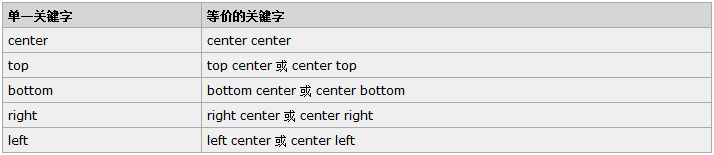 单一关键字 等价的关键字
center center center
top top center 或 center top
bottom bottom center 或 center bottom
right right center 或 center right
left left center 或 center left